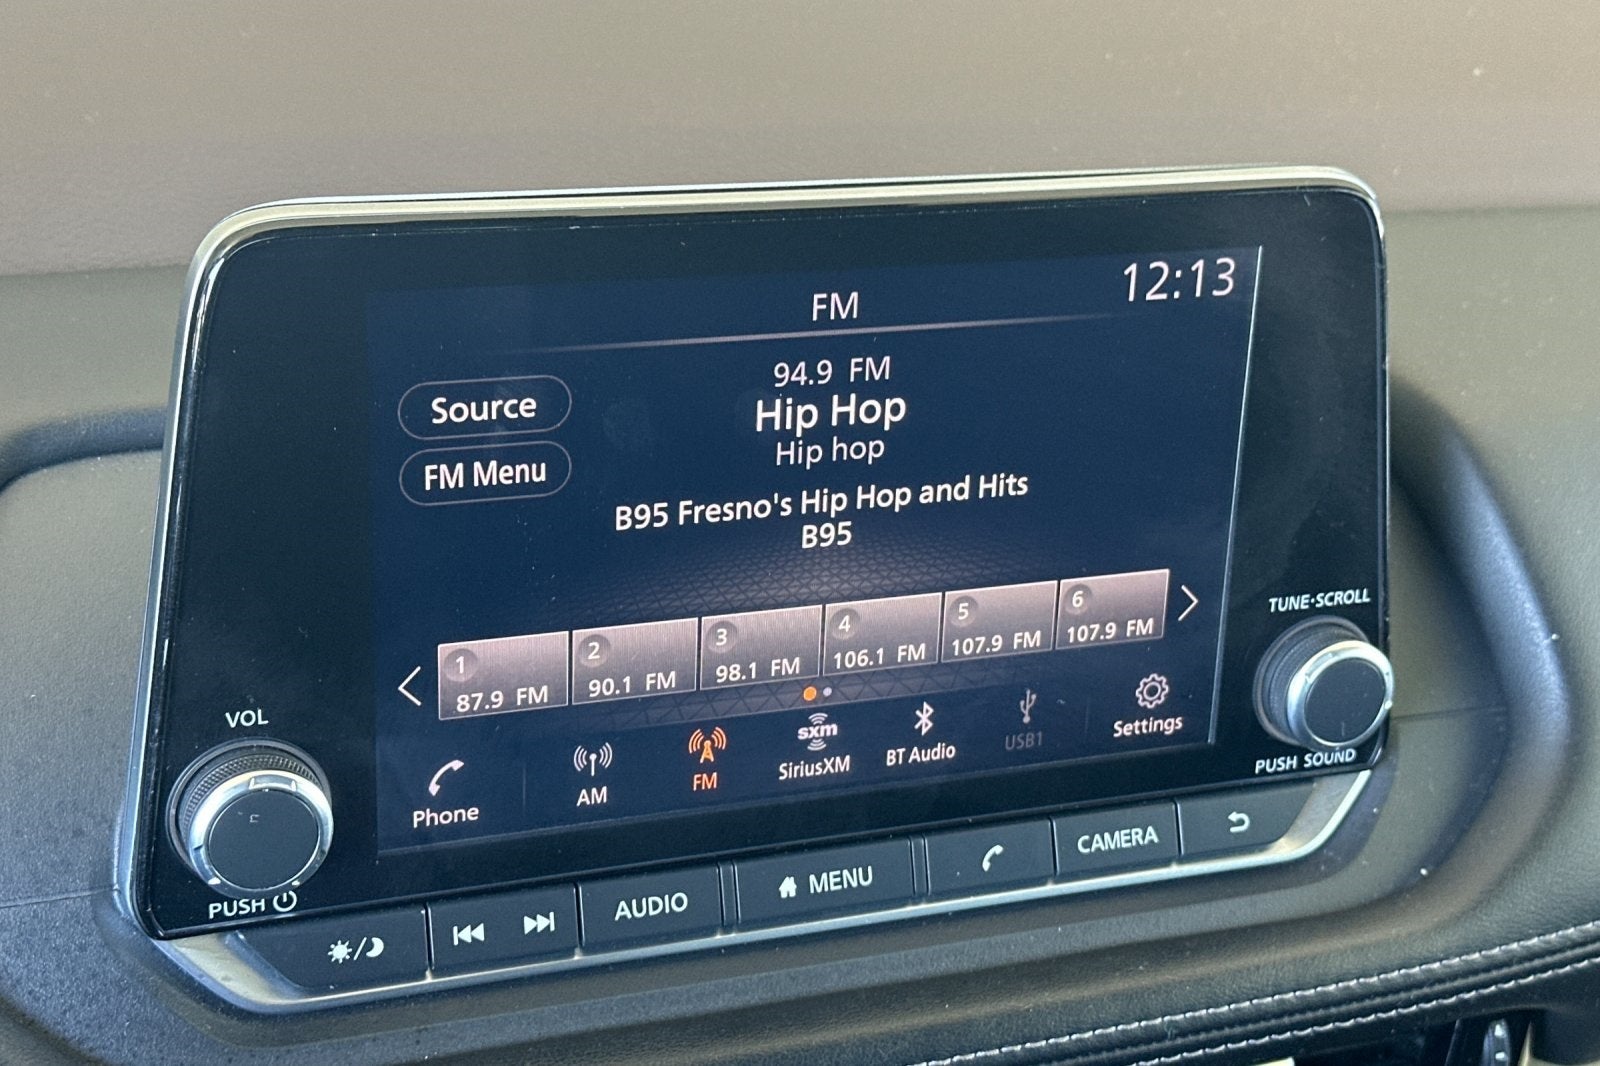 FM
12:13
94.9 FM
Source
Hip Hop
Hip hop
FM Menu
B95 Fresno's Hip Hop and Hits
B95
1
87.9 FM
2
90.1 FM
3
98.1 FM
4
106.1 FM
5
107.9 FM
6
107.9 FM
TUNE·SCROLL
VOL
Phone
AM
FM
sxm
SiriusXM
BT Audio
USB1
Settings
PUSH SOUND
PUSH
AUDIO
MENU
CAMERA